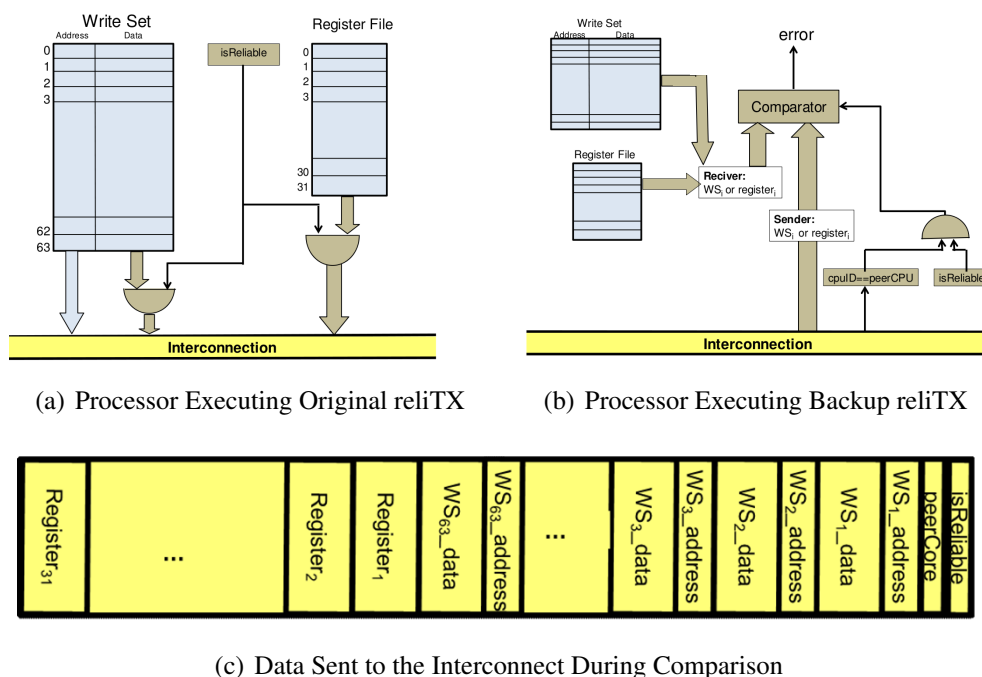 Write Set
Address Data
0
1
2
3
62
63
isReliable
Register File
0
1
2
3
30
31
Interconnection
(a) Processor Executing Original reliTX
Write Set
Address Data
error
Comparator
Register File
Reciver:
WSi or registeri
Sender:
WSi or registeri
cpuID==peerCPU
isReliable
Interconnection
(b) Processor Executing Backup reliTX
Register31
...
Register2
Register1
WS63_data
WS63_address
...
WS3_data
WS3_address
WS2_data
WS2_address
WS1_data
WS1_address
peerCore
isReliable
(c) Data Sent to the Interconnect During Comparison